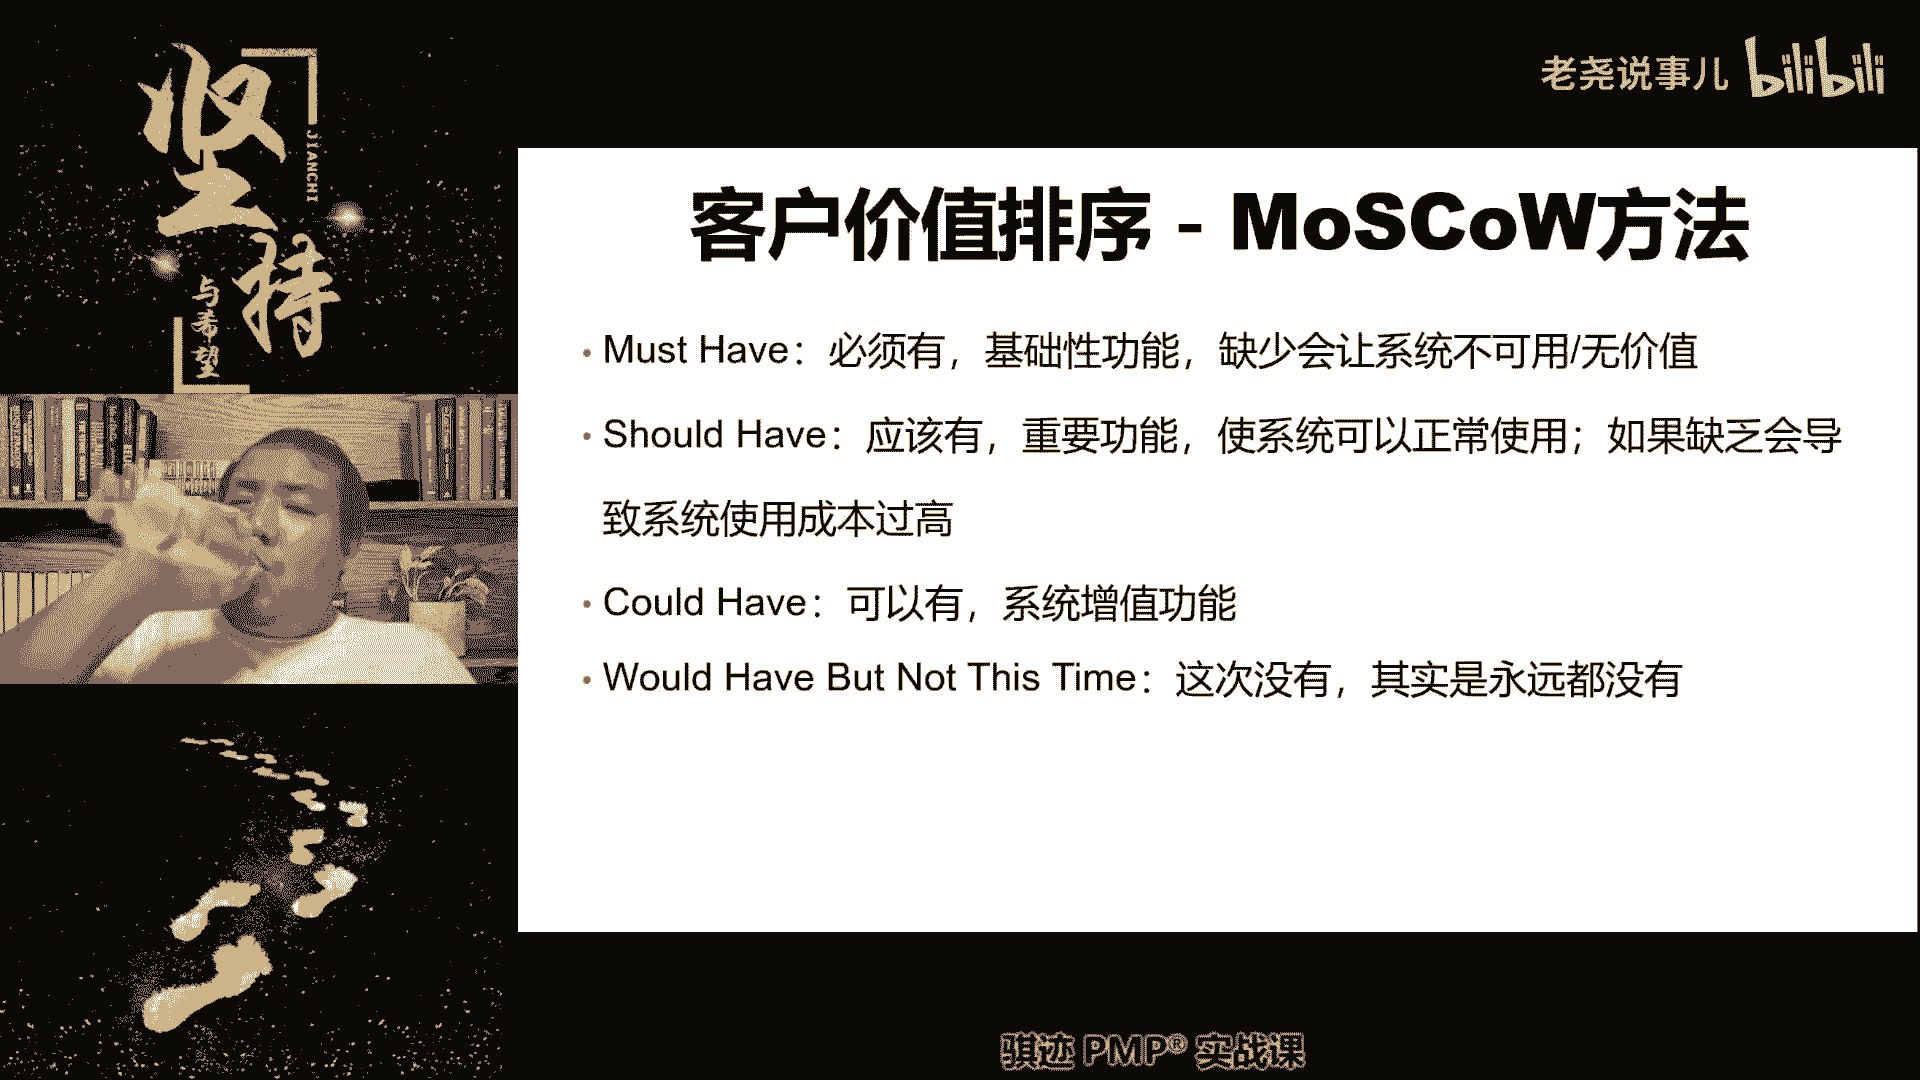 坚持
JIANCHI
与希望
老尧说事儿 bilibili
客户价值排序 - MoSCoW方法
• Must Have：必须有，基础性功能，缺少会让系统不可用/无价值
• Should Have：应该有，重要功能，使系统可以正常使用；如果缺乏会导
致系统使用成本过高
• Could Have：可以有，系统增值功能
• Would Have But Not This Time：这次没有，其实是永远都没有
骐迹 PMP® 实战课